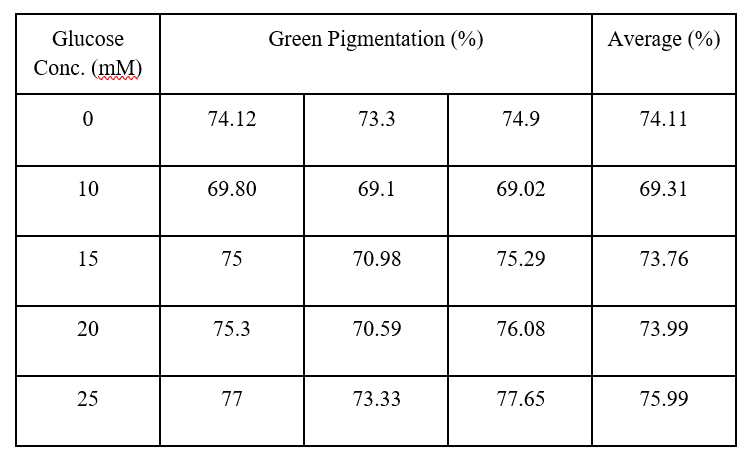 Glucose Conc. (mM) Green Pigmentation (%) Average (%)
0 74.12 73.3 74.9 74.11
10 69.80 69.1 69.02 69.31
15 75 70.98 75.29 73.76
20 75.3 70.59 76.08 73.99
25 77 73.33 77.65 75.99